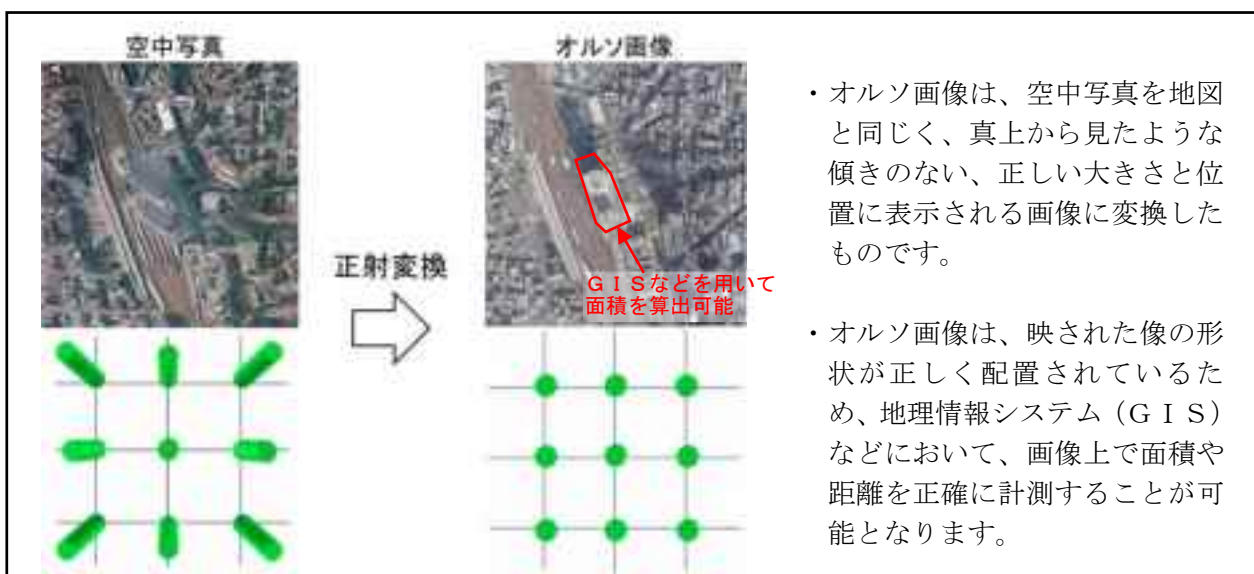 空中写真
オルソ画像
正射変換
GISなどを用いて
面積を算出可能
・オルソ画像は、空中写真を地図
と同じく、真上から見たような
傾きのない、正しい大きさと位
置に表示される画像に変換した
ものです。
・オルソ画像は、映された像の形
状が正しく配置されているた
め、地理情報システム（GIS）
などにおいて、画像上で面積や
距離を正確に計測することが可
能となります。